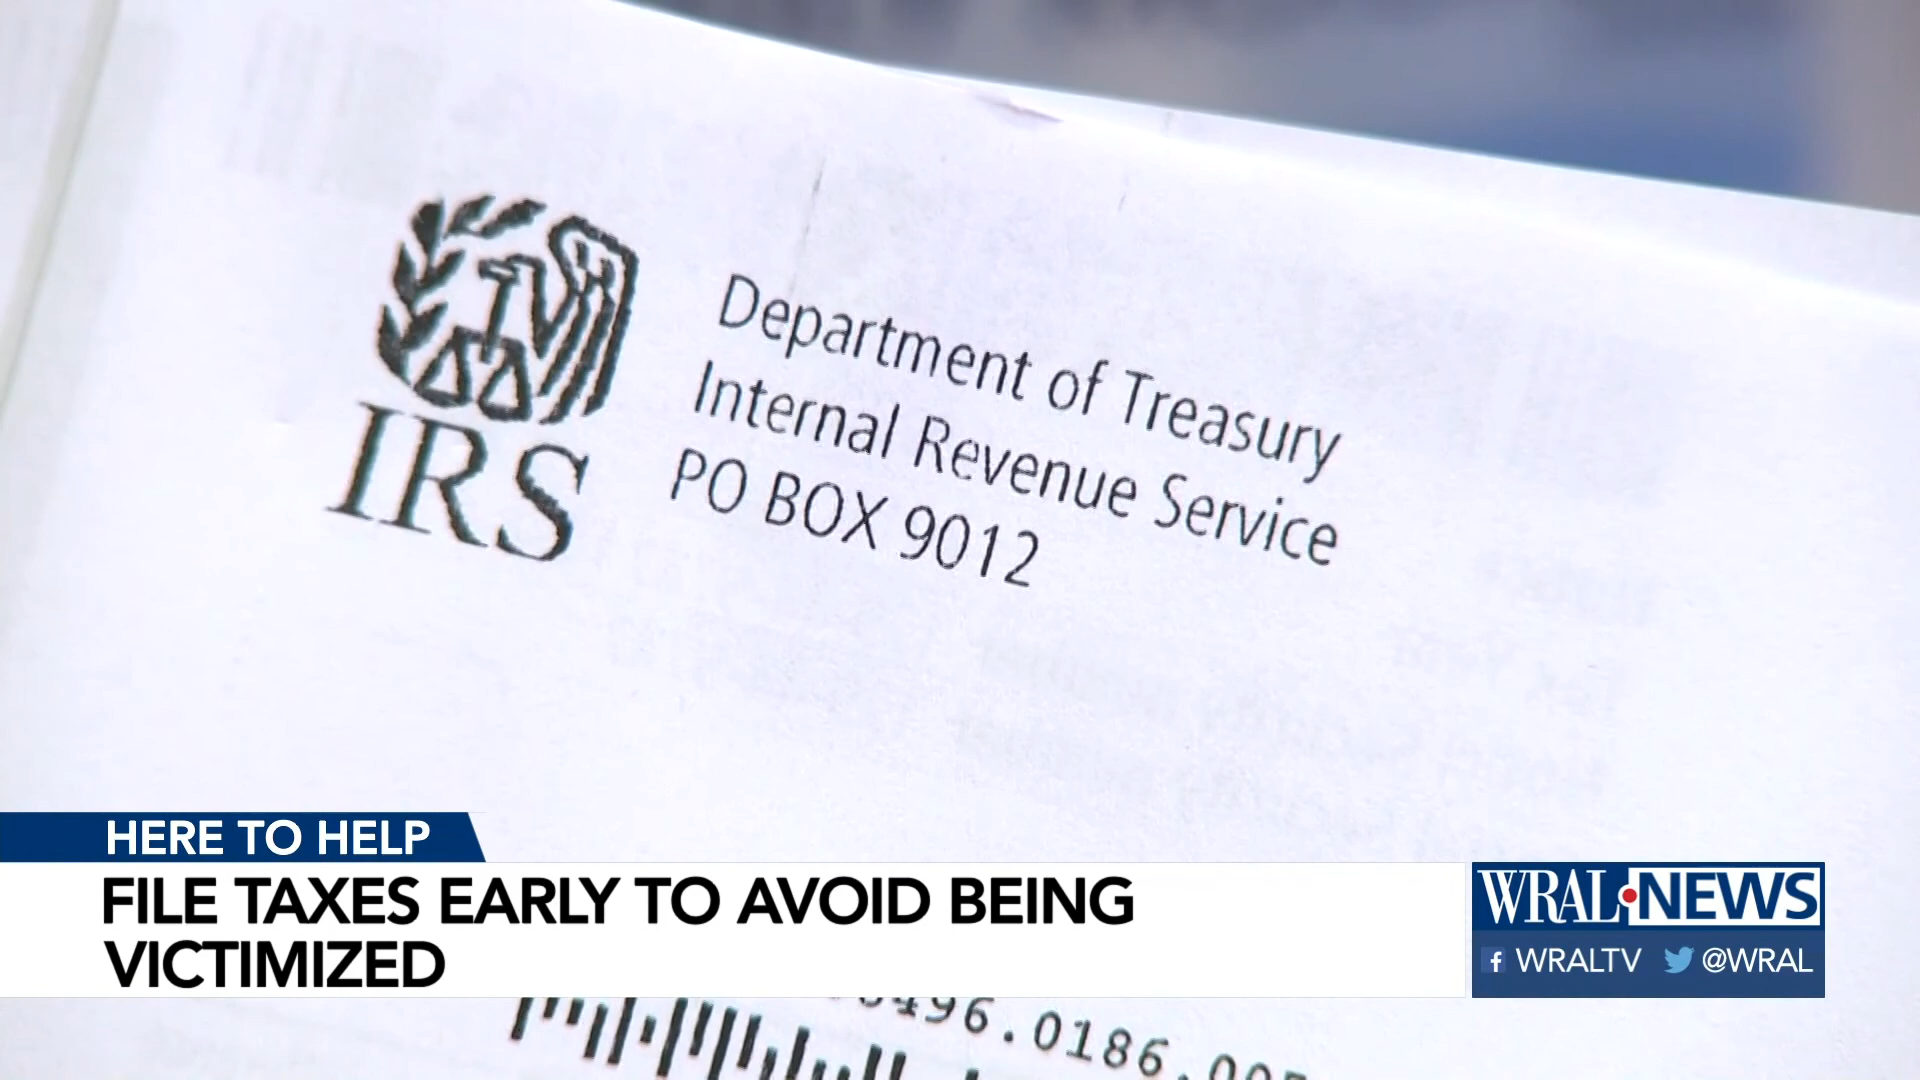 IRS
Department of Treasury
Internal Revenue Service
PO BOX 9012
HERE TO HELP
FILE TAXES EARLY TO AVOID BEING
VICTIMIZED
WRAL NEWS
WRALTV @WRAL